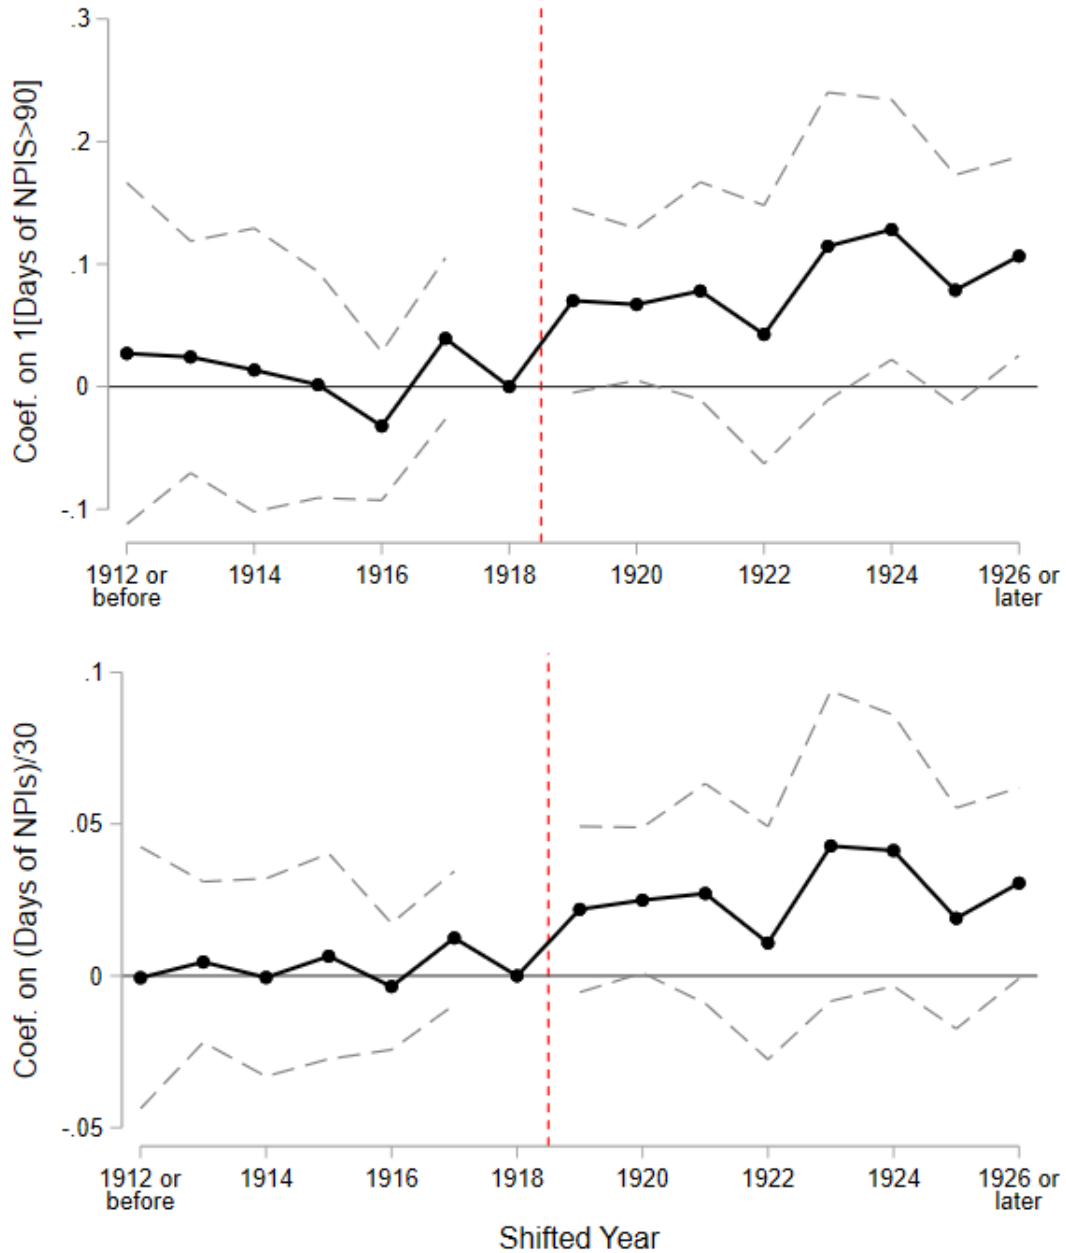 .3
.2
.1
0
-.1
Coef. on 1[Days of NPIS>90]
1912 or
before
1914
1916
1918
1920
1922
1924
1926 or
later
.1
.05
0
-.05
Coef. on (Days of NPIs)/30
1912 or
before
1914
1916
1918
1920
1922
1924
1926 or
later
Shifted Year